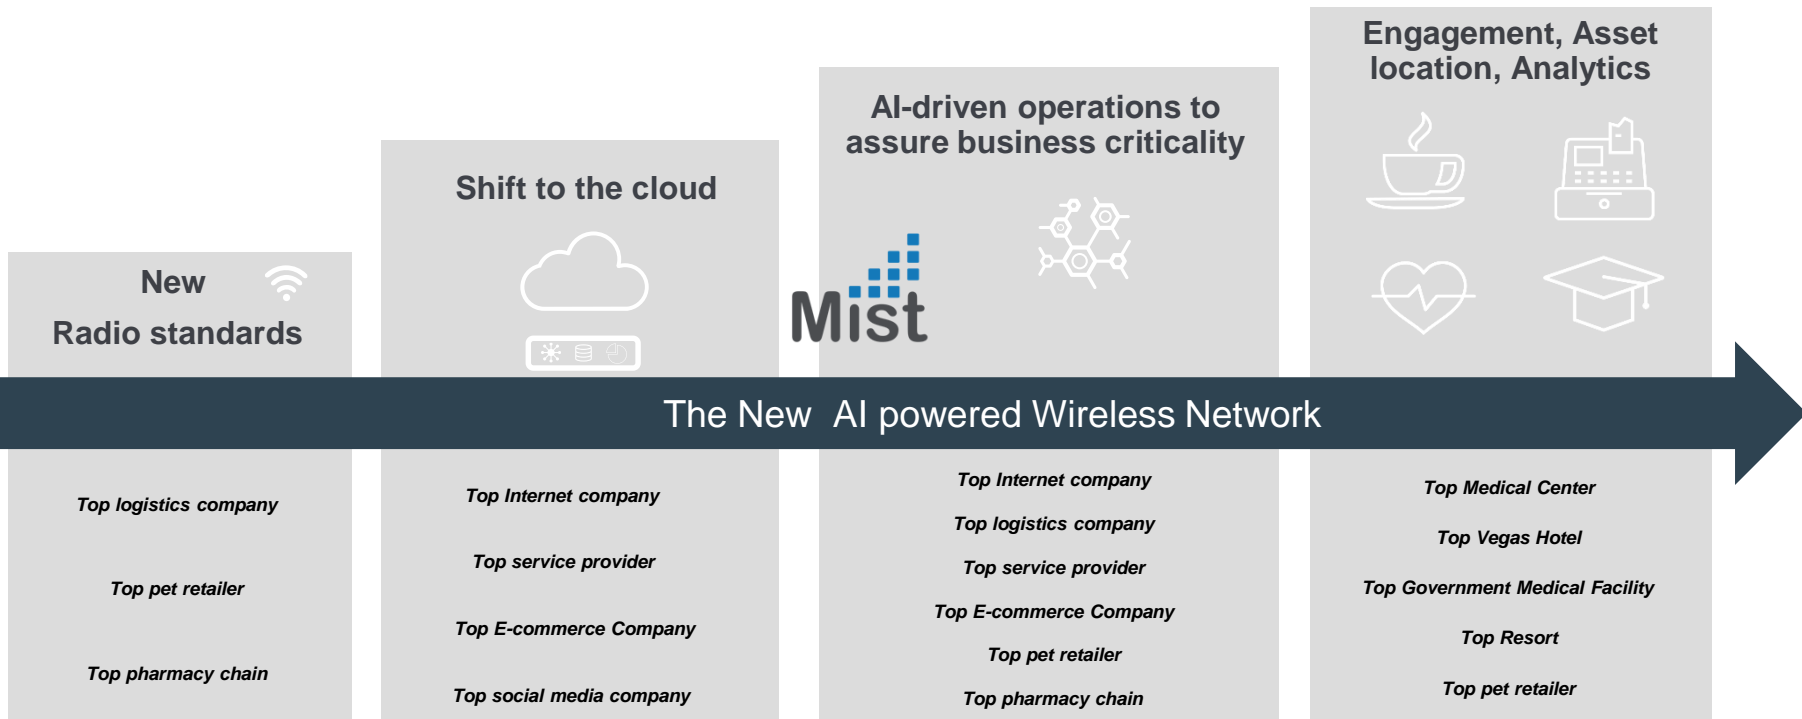 New
Radio standards
Shift to the cloud
AI-driven operations to
assure business criticality
Engagement, Asset
location, Analytics
Mist
The New  AI powered Wireless Network
Top logistics company
Top pet retailer
Top pharmacy chain
Top Internet company
Top service provider
Top E-commerce Company
Top social media company
Top Internet company
Top logistics company
Top service provider
Top E-commerce Company
Top pet retailer
Top pharmacy chain
Top Medical Center
Top Vegas Hotel
Top Government Medical Facility
Top Resort
Top pet retailer